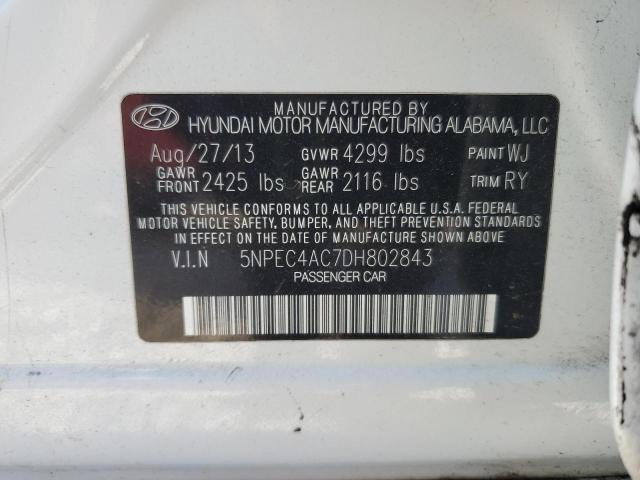 MANUFACTURED BY
HYUNDAI MOTOR MANUFACTURING ALABAMA, LLC
Aug/27/13 GVWR 4299 lbs PAINT WJ
GAWR FRONT 2425 lbs GAWR REAR 2116 lbs TRIM RY
THIS VEHICLE CONFORMS TO ALL APPLICABLE U.S.A. FEDERAL
MOTOR VEHICLE SAFETY, BUMPER, AND THEFT PREVENTION STANDARDS
IN EFFECT ON THE DATE OF MANUFACTURE SHOWN ABOVE.
V.I.N 5NPEC4AC7DH802843
PASSENGER CAR